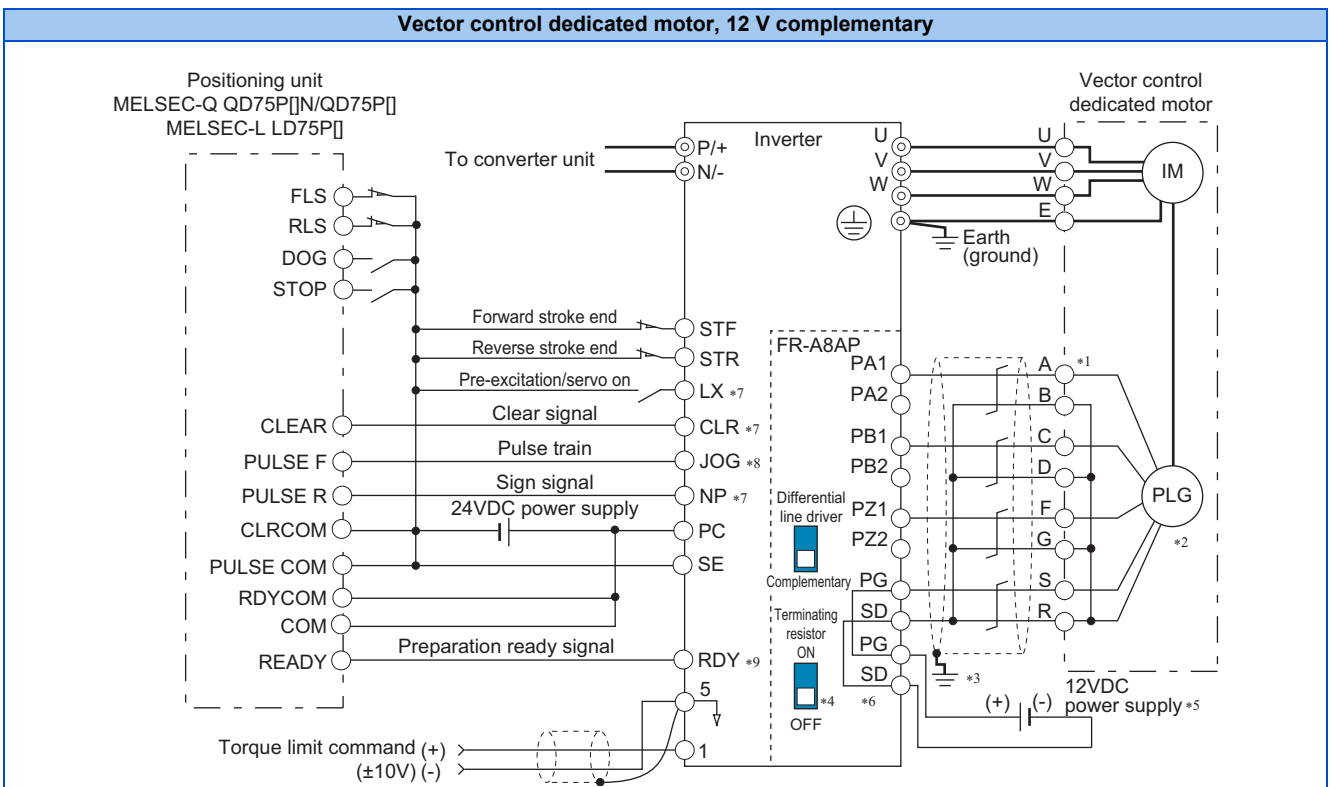 Vector control dedicated motor, 12 V complementary
Positioning unit
MELSEC-Q QD75P[]N/QD75P[]
MELSEC-L LD75P[]
Vector control
dedicated motor
To converter unit
P/+
N/-
Inverter
U
V
W
U
V
W
E
IM
Earth
(ground)
FLS
RLS
DOG
STOP
Forward stroke end
STF
Reverse stroke end
STR
Pre-excitation/servo on
LX *7
CLEAR
Clear signal
CLR *7
PULSE F
Pulse train
JOG *8
PULSE R
Sign signal
NP *7
CLRCOM
24VDC power supply
PC
PULSE COM
SE
RDYCOM
COM
READY
Preparation ready signal
RDY *9
5
1
Torque limit command (+)
(±10V) (-)
FR-A8AP
PA1
PA2
PB1
PB2
PZ1
PZ2
PG
SD
PG
SD
*6
Differential
line driver
Complementary
Terminating
resistor
ON
*4
OFF
A *1
B
C
D
F
G
S
R
PLG
*2
*3
12VDC
(+) (-) power supply *5